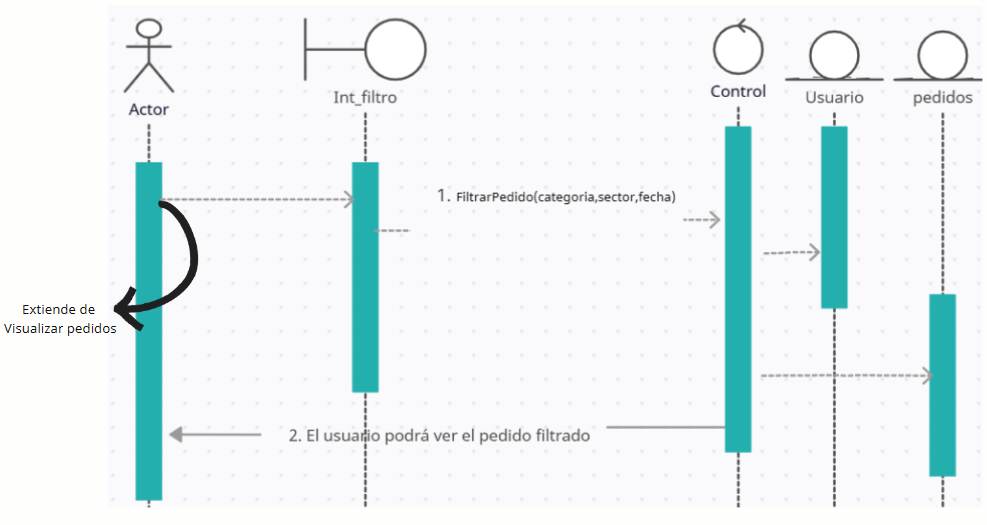 Actor
Int_filtro
Control
Usuario
pedidos
1. FiltrarPedido(categoria,sector,fecha)
Extiende de
Visualizar pedidos
2. El usuario podrá ver el pedido filtrado